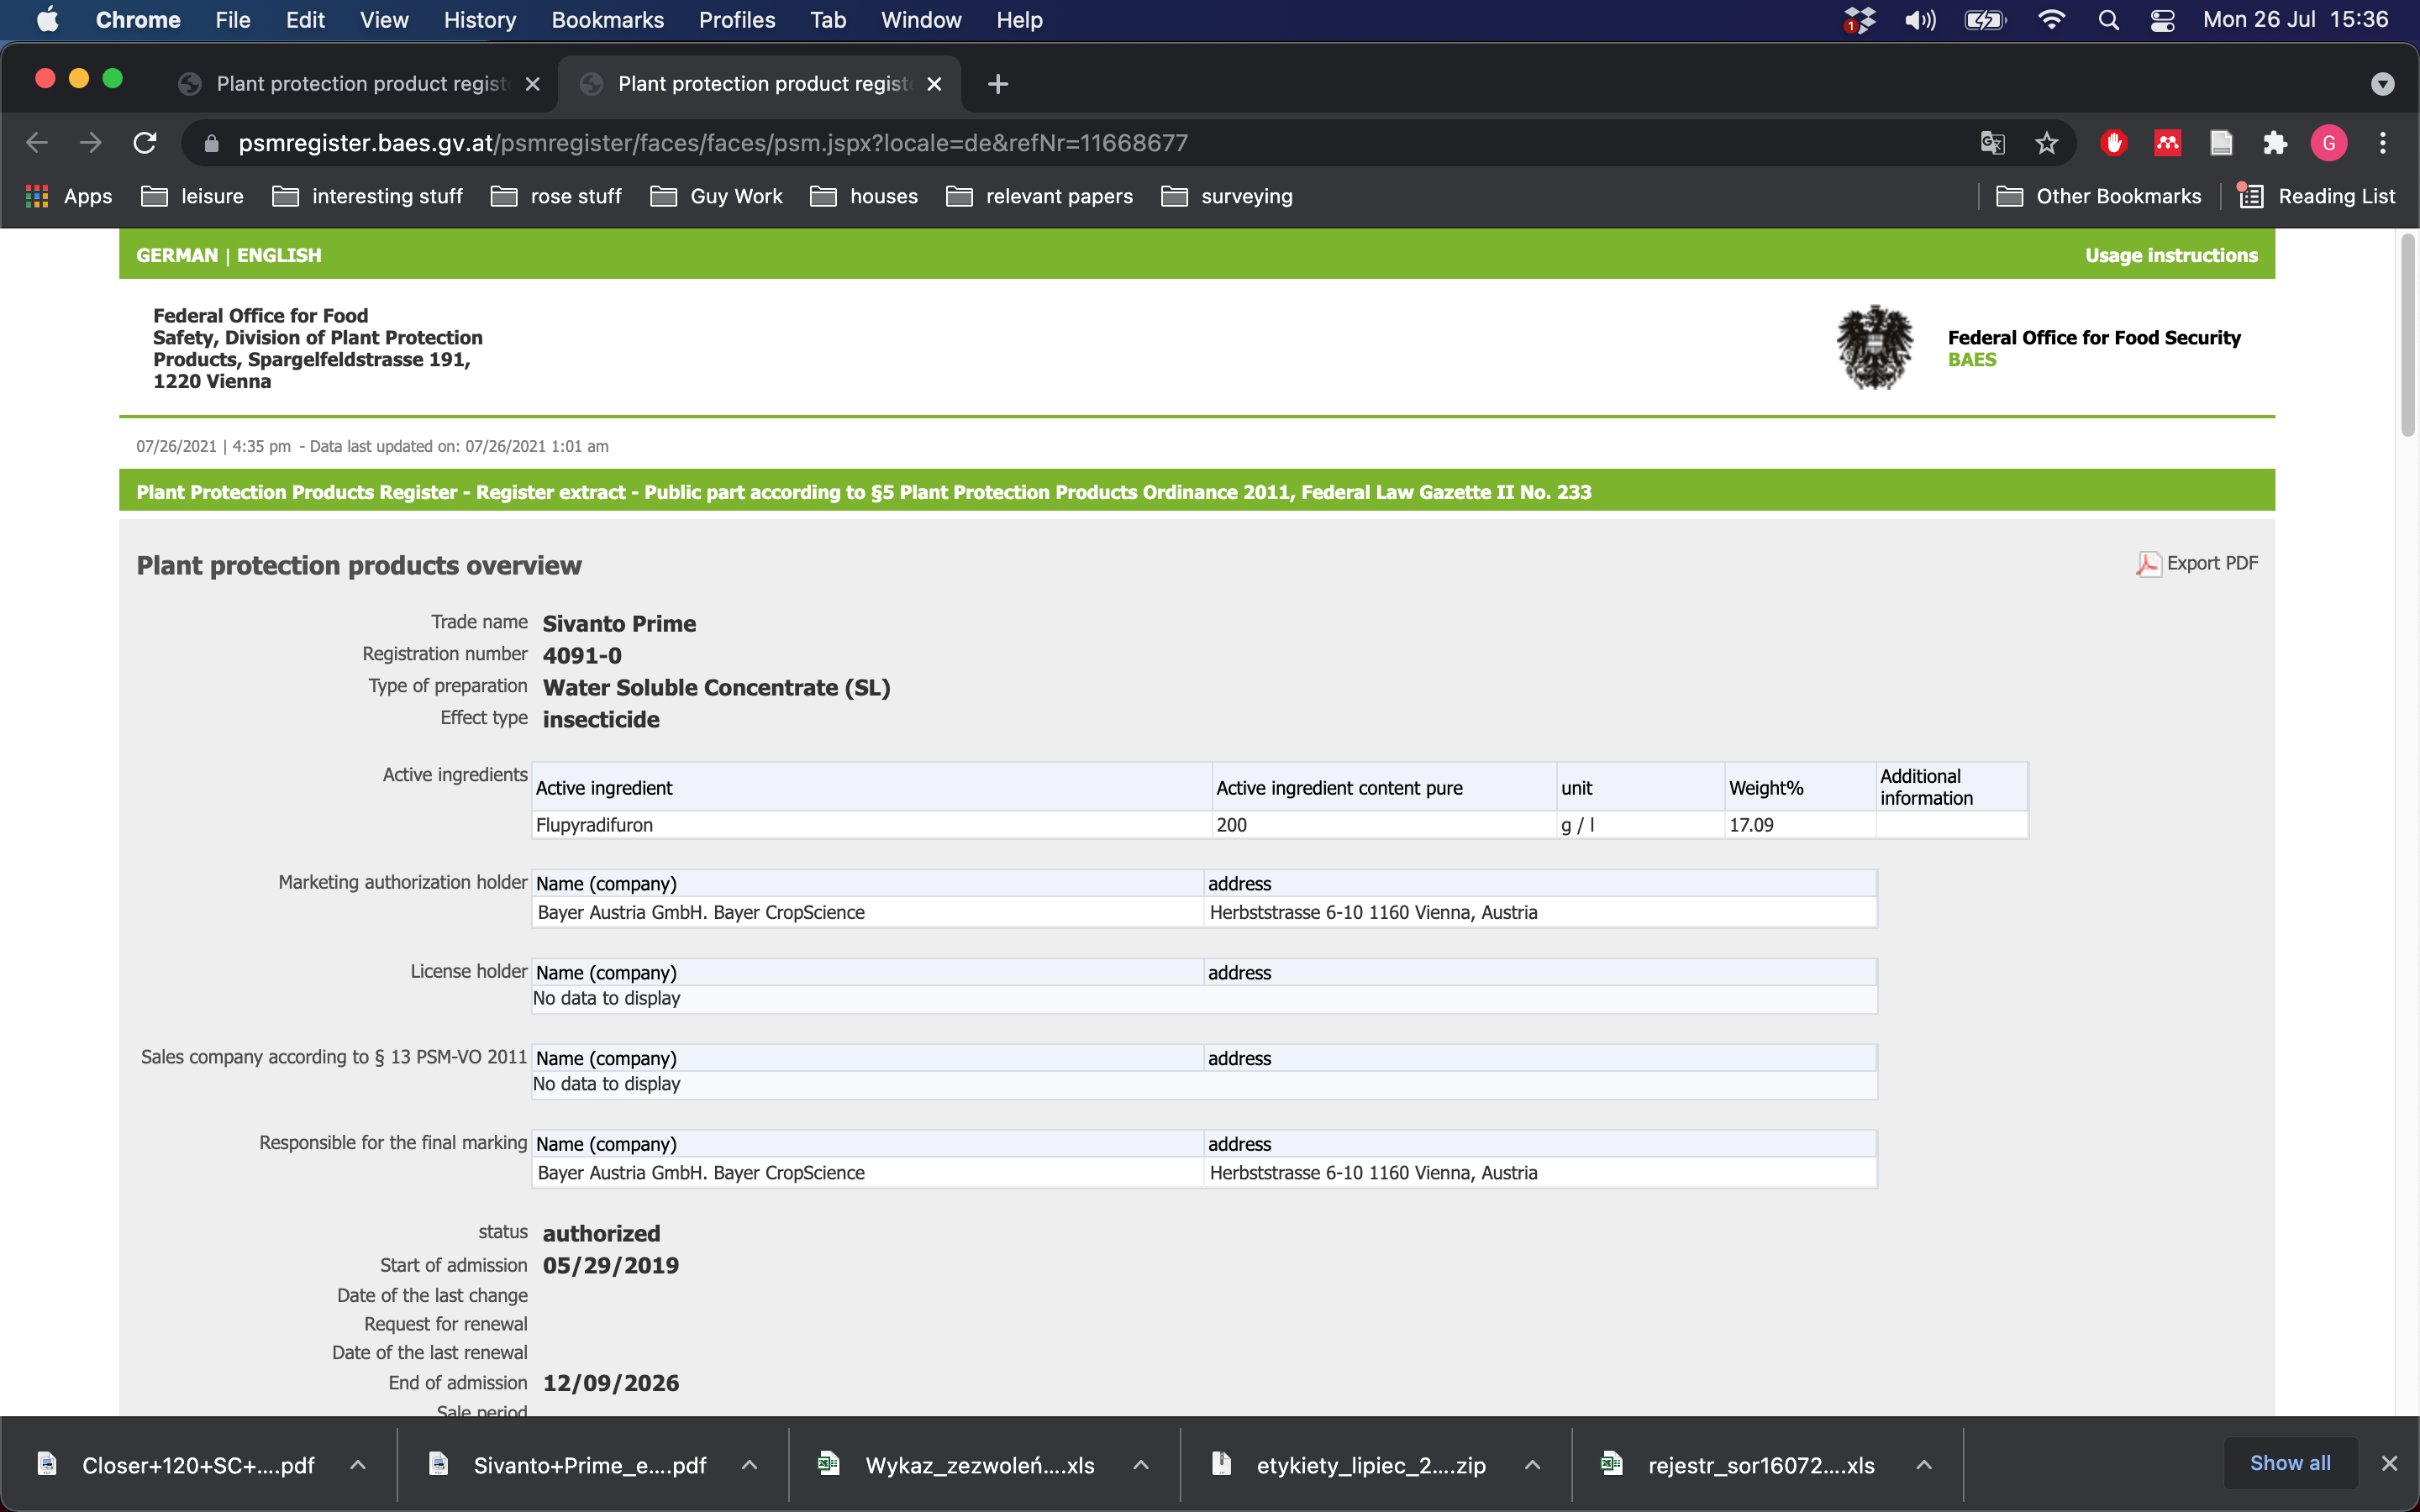 Chrome File Edit View History Bookmarks Profiles Tab Window Help 1 Mon 26 Jul 15:36
Plant protection product regist Plant protection product regist
psmregister.baes.gv.at/psmregister/faces/faces/psm.jspx?locale=de&refNr=11668677 G
Apps leisure interesting stuff rose stuff Guy Work houses relevant papers surveying Other Bookmarks Reading List
GERMAN | ENGLISH Usage instructions
Federal Office for Food
Safety, Division of Plant Protection
Products, Spargelfeldstrasse 191,
1220 Vienna
Federal Office for Food Security
BAES
07/26/2021 | 4:35 pm - Data last updated on: 07/26/2021 1:01 am
Plant Protection Products Register - Register extract - Public part according to §5 Plant Protection Products Ordinance 2011, Federal Law Gazette II No. 233
Plant protection products overview Export PDF
Trade name Sivanto Prime
Registration number 4091-0
Type of preparation Water Soluble Concentrate (SL)
Effect type insecticide
Active ingredients Active ingredient Active ingredient content pure unit Weight% Additional information
Flupyradifuron 200 g / l 17.09
Marketing authorization holder Name (company) address
Bayer Austria GmbH. Bayer CropScience Herbststrasse 6-10 1160 Vienna, Austria
License holder Name (company) address
No data to display
Sales company according to § 13 PSM-VO 2011 Name (company) address
No data to display
Responsible for the final marking Name (company) address
Bayer Austria GmbH. Bayer CropScience Herbststrasse 6-10 1160 Vienna, Austria
status authorized
Start of admission 05/29/2019
Date of the last change
Request for renewal
Date of the last renewal
End of admission 12/09/2026
Sale period
Closer+120+SC+....pdf Sivanto+Prime_e....pdf Wykaz_zezwoleń....xls etykiety_lipiec_2....zip rejestr_sor16072....xls Show all